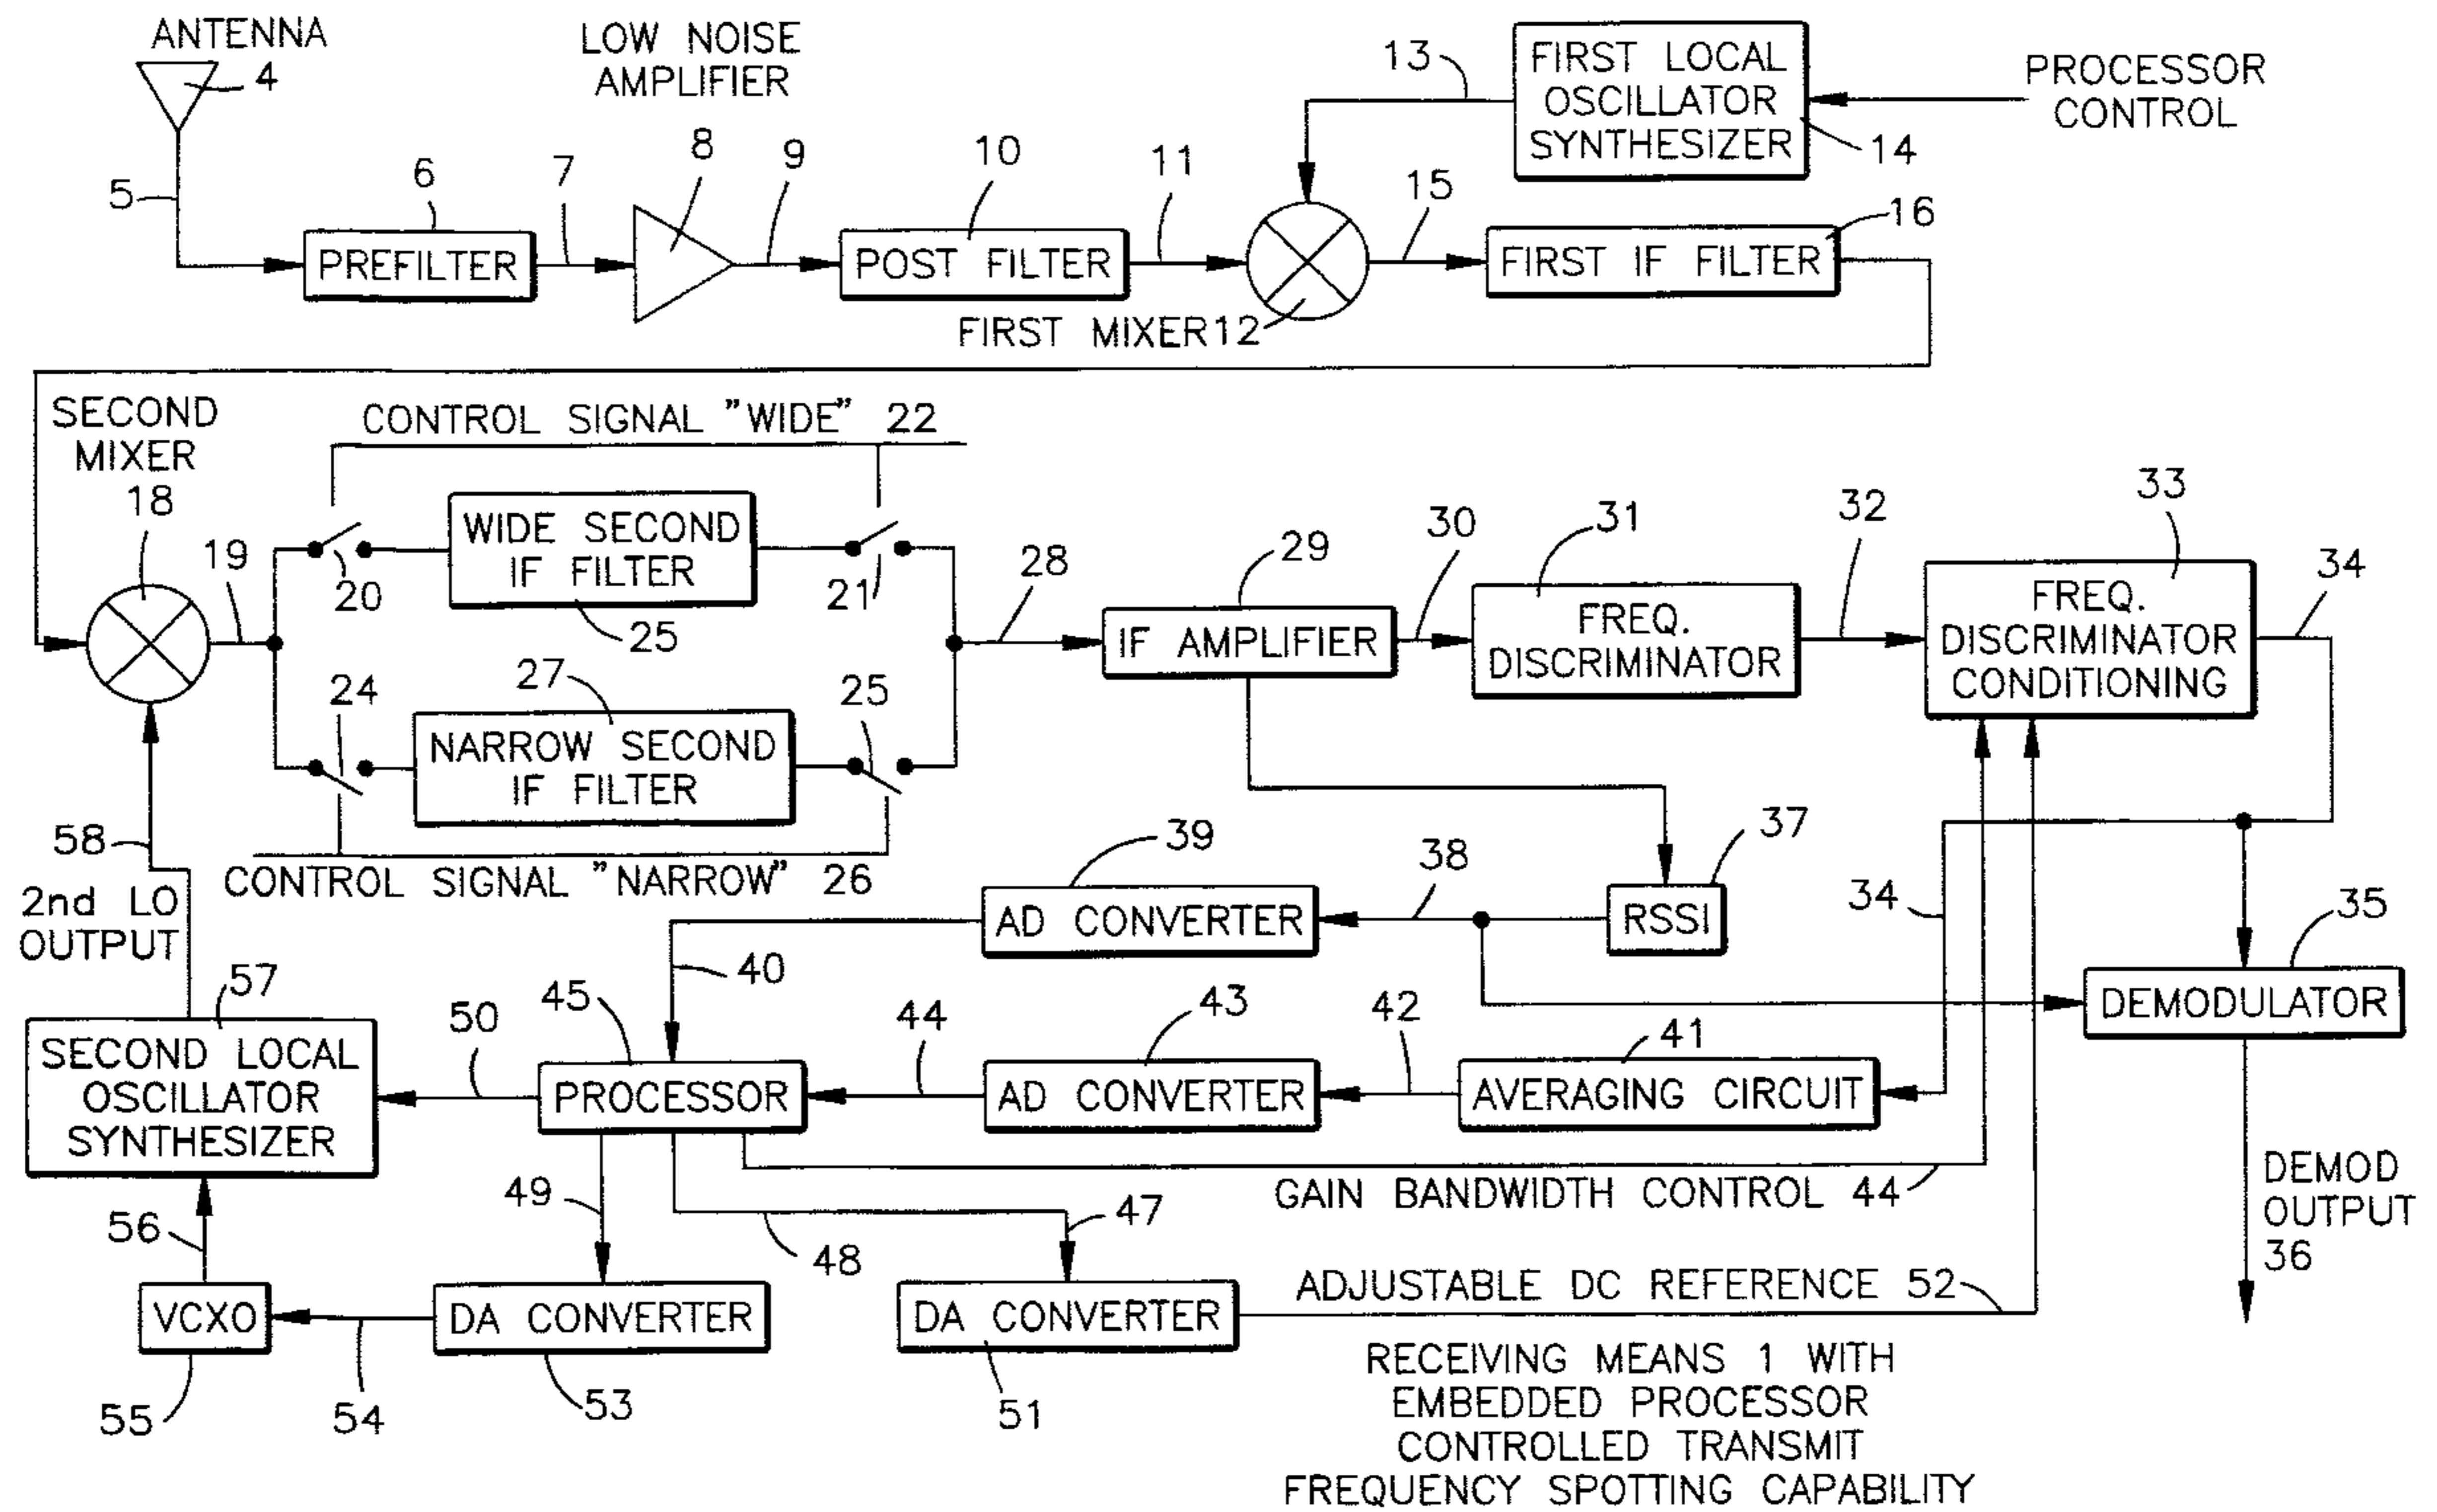 ANTENNA
4
LOW NOISE
AMPLIFIER
13
FIRST LOCAL
OSCILLATOR
SYNTHESIZER
14
PROCESSOR
CONTROL
5
6
PREFILTER
7
8
9
10
POST FILTER
11
FIRST MIXER12
15
16
FIRST IF FILTER
SECOND
MIXER
18
CONTROL SIGNAL "WIDE" 22
19
20
WIDE SECOND
IF FILTER
25
21
24
27
NARROW SECOND
IF FILTER
25
CONTROL SIGNAL "NARROW" 26
28
29
IF AMPLIFIER
30
31
FREQ.
DISCRIMINATOR
32
33
FREQ.
DISCRIMINATOR
CONDITIONING
34
58
2nd LO
OUTPUT
39
AD CONVERTER
38
37
RSSI
34
35
DEMODULATOR
40
57
SECOND LOCAL
OSCILLATOR
SYNTHESIZER
50
45
PROCESSOR
44
43
AD CONVERTER
42
41
AVERAGING CIRCUIT
GAIN BANDWIDTH CONTROL 44
DEMOD
OUTPUT
36
56
49
48
47
VCXO
55
54
DA CONVERTER
53
DA CONVERTER
51
ADJUSTABLE DC REFERENCE 52
RECEIVING MEANS 1 WITH
EMBEDDED PROCESSOR
CONTROLLED TRANSMIT
FREQUENCY SPOTTING CAPABILITY